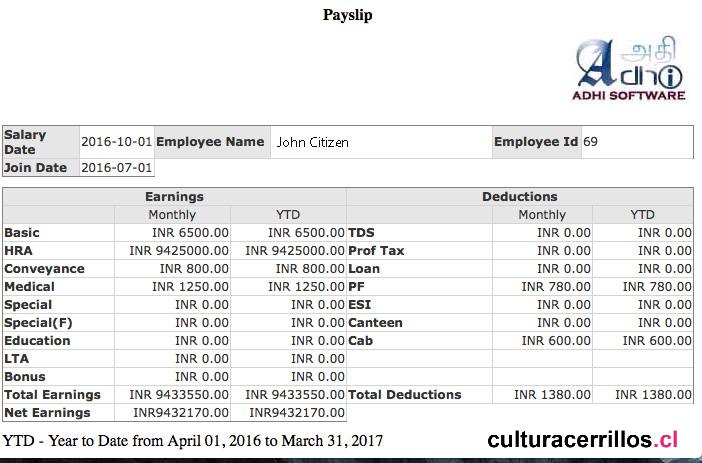 Payslip
அதி
Adhi
ADHI SOFTWARE
Salary Date 2016-10-01 Employee Name John Citizen Employee Id 69
Join Date 2016-07-01
Earnings Deductions
Monthly YTD Monthly YTD
Basic INR 6500.00 INR 6500.00 TDS INR 0.00 INR 0.00
HRA INR 9425000.00 INR 9425000.00 Prof Tax INR 0.00 INR 0.00
Conveyance INR 800.00 INR 800.00 Loan INR 0.00 INR 0.00
Medical INR 1250.00 INR 1250.00 PF INR 780.00 INR 780.00
Special INR 0.00 INR 0.00 ESI INR 0.00 INR 0.00
Special(F) INR 0.00 INR 0.00 Canteen INR 0.00 INR 0.00
Education INR 0.00 INR 0.00 Cab INR 600.00 INR 600.00
LTA INR 0.00 INR 0.00
Bonus INR 0.00 INR 0.00
Total Earnings INR 9433550.00 INR 9433550.00 Total Deductions INR 1380.00 INR 1380.00
Net Earnings INR9432170.00 INR9432170.00
YTD - Year to Date from April 01, 2016 to March 31, 2017
culturacerrillos.cl